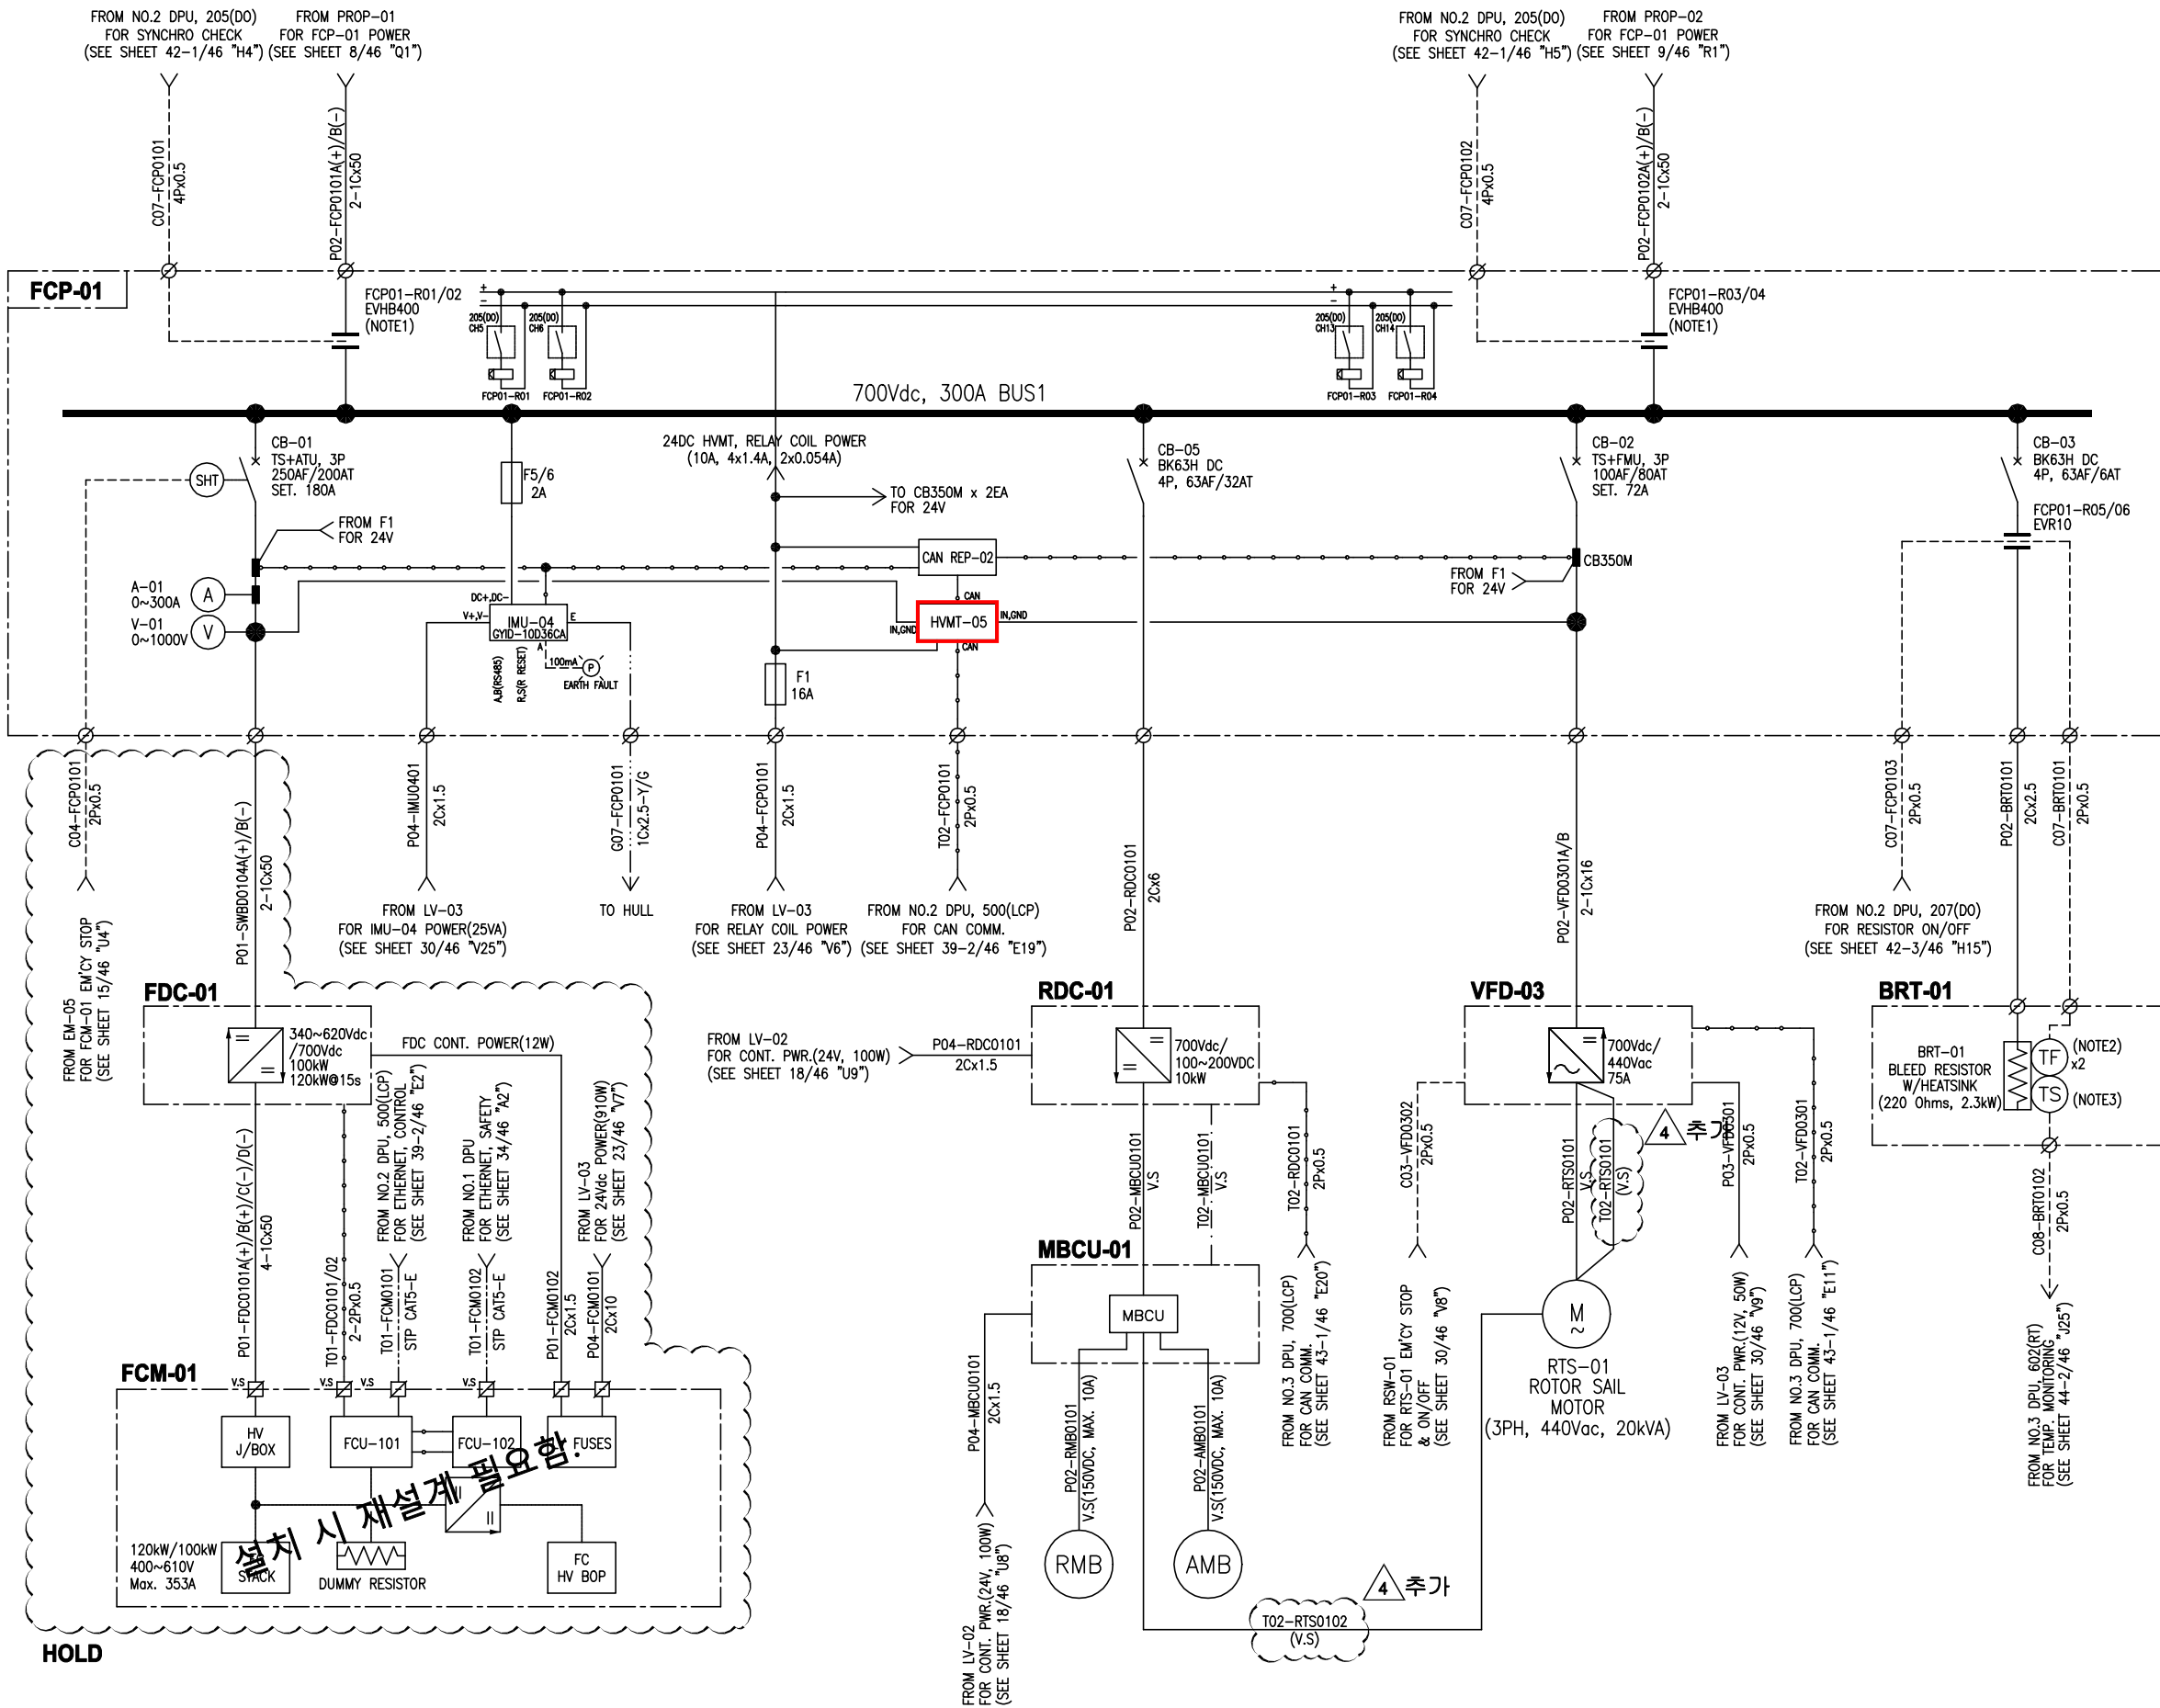 FROM NO.2 DPU, 205(DO)
FOR SYNCHRO CHECK
(SEE SHEET 42-1/46 "H4")
FROM PROP-01
FOR FCP-01 POWER
(SEE SHEET 8/46 "Q1")
FROM NO.2 DPU, 205(DO)
FOR SYNCHRO CHECK
(SEE SHEET 42-1/46 "H5")
FROM PROP-02
FOR FCP-01 POWER
(SEE SHEET 9/46 "R1")
C07-FCP0101
4Px0.5
P02-FCP0101A(+)/B(-)
2-1Cx50
C07-FCP0102
4Px0.5
P02-FCP0102A(+)/B(-)
2-1Cx50
FCP-01
FCP01-R01/02
EVHB400
(NOTE1)
+
-
205(DO)
CH5
205(DO)
CH6
FCP01-R01
FCP01-R02
+
-
205(DO)
CH13
205(DO)
CH14
FCP01-R03
FCP01-R04
FCP01-R03/04
EVHB400
(NOTE1)
700Vdc, 300A BUS1
CB-01
TS+ATU, 3P
250AF/200AT
SET. 180A
SHT
F5/6
2A
24DC HVMT, RELAY COIL POWER
(10A, 4x1.4A, 2x0.054A)
TO CB350M x 2EA
FOR 24V
CB-05
BK63H DC
4P, 63AF/32AT
CB-02
TS+FMU, 3P
100AF/80AT
SET. 72A
CB-03
BK63H DC
4P, 63AF/6AT
FCP01-R05/06
EVR10
FROM F1
FOR 24V
A-01
0~300A
A
V-01
0~1000V
V
CAN REP-02
CAN
HVMT-05
IN,GND
IN,GND
CAN
FROM F1
FOR 24V
CB350M
DC+,DC-
V+,V-
IMU-04
GYID-10D36CA
E
A
A,B(RS485)
R,S(R RESET)
100mA
P
EARTH FAULT
F1
16A
C04-FCP0101
2Px0.5
P01-SWBD0104A(+)/B(-)
2-1Cx50
P04-IMU0401
2Cx1.5
G07-FCP0101
1Cx2.5-Y/G
P04-FCP0101
2Cx1.5
T02-FCP0101
2Px0.5
P02-RDC0101
2Cx6
P02-VFD0301A/B
2-1Cx16
C07-FCP0103
2Px0.5
P02-BRT0101
2Cx2.5
C07-BRT0101
2Px0.5
FROM EM-05
FOR FCM-01 EM'CY STOP
(SEE SHEET 15/46 "U4")
FROM LV-03
FOR IMU-04 POWER(25VA)
(SEE SHEET 30/46 "V25")
TO HULL
FROM LV-03
FOR RELAY COIL POWER
(SEE SHEET 23/46 "V6")
FROM NO.2 DPU, 500(LCP)
FOR CAN COMM.
(SEE SHEET 39-2/46 "E19")
FROM NO.2 DPU, 207(DO)
FOR RESISTOR ON/OFF
(SEE SHEET 42-3/46 "H15")
FDC-01
340~620Vdc
/700Vdc
100kW
120kW@15s
FDC CONT. POWER(12W)
FROM LV-02
FOR CONT. PWR.(24V, 100W)
(SEE SHEET 18/46 "U9")
P04-RDC0101
2Cx1.5
RDC-01
700Vdc/
100~200VDC
10kW
VFD-03
700Vdc/
440Vac
75A
BRT-01
BRT-01
BLEED RESISTOR
W/HEATSINK
(220 Ohms, 2.3kW)
TF
(NOTE2)
x2
TS
(NOTE3)
P01-FDC0101A(+)/B(+)/C(-)/D(-)
4-1Cx50
T01-FDC0101/02
2-2Px0.5
FROM NO.2 DPU, 500(LCP)
FOR ETHERNET, CONTROL
(SEE SHEET 39-2/46 "E2")
T01-FCM0101
STP CAT5-E
FROM NO.1 DPU
FOR ETHERNET, SAFETY
(SEE SHEET 34/46 "A2")
T01-FCM0102
STP CAT5-E
P01-FCM0102
2Cx1.5
FROM LV-03
FOR 24Vdc POWER(910W)
(SEE SHEET 23/46 "V7")
P04-FCM0101
2Cx10
P02-MBCU0101
V.S
T02-MBCU0101
V.S
T02-RDC0101
2Px0.5
FROM NO.3 DPU, 700(LCP)
FOR CAN COMM.
(SEE SHEET 43-1/46 "E20")
C03-VFD0302
2Px0.5
FROM RSW-01
FOR RTS-01 EM'CY STOP
& ON/OFF
(SEE SHEET 30/46 "V8")
P02-RTS0101
V.S
T02-RTS0101
(V.S)
4
추가
P03-VFD0301
2Px0.5
FROM LV-03
FOR CONT. PWR.(12V, 50W)
(SEE SHEET 30/46 "V9")
T02-VFD0301
2Px0.5
FROM NO.3 DPU, 700(LCP)
FOR CAN COMM.
(SEE SHEET 43-1/46 "E11")
C08-BRT0102
2Px0.5
FROM NO.3 DPU, 602(RT)
FOR TEMP. MONITORING
(SEE SHEET 44-2/46 "J25")
MBCU-01
MBCU
P04-MBCU0101
2Cx1.5
FROM LV-02
FOR CONT. PWR.(24V, 100W)
(SEE SHEET 18/46 "U8")
P02-RMB0101
V.S(150VDC, MAX. 10A)
P02-AMB0101
V.S(150VDC, MAX. 10A)
RMB
AMB
M
~
RTS-01
ROTOR SAIL
MOTOR
(3PH, 440Vac, 20kVA)
4
추가
T02-RTS0102
(V.S)
FCM-01
V.S
V.S
V.S
V.S
HV
J/BOX
FCU-101
FCU-102
FUSES
설치 시 재설계 필요함.
120kW/100kW
400~610V
Max. 353A
STACK
DUMMY RESISTOR
FC
HV BOP
HOLD